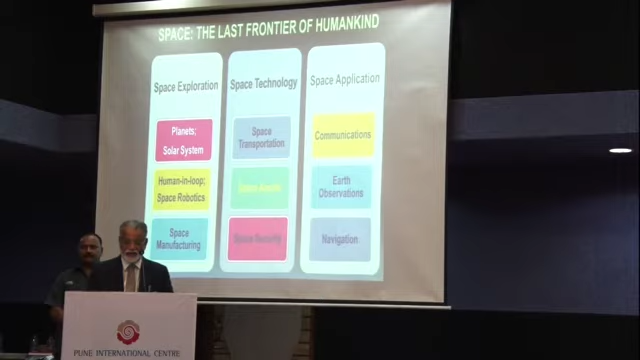 SPACE: THE LAST FRONTIER OF HUMANKIND
Space Exploration
Planets;
Solar System
Human-in-loop;
Space Robotics
Space
Manufacturing
Space Technology
Space
Transportation
Space Security
Space Application
Communications
Earth
Observations
Navigation
PUNE INTERNATIONAL CENTRE